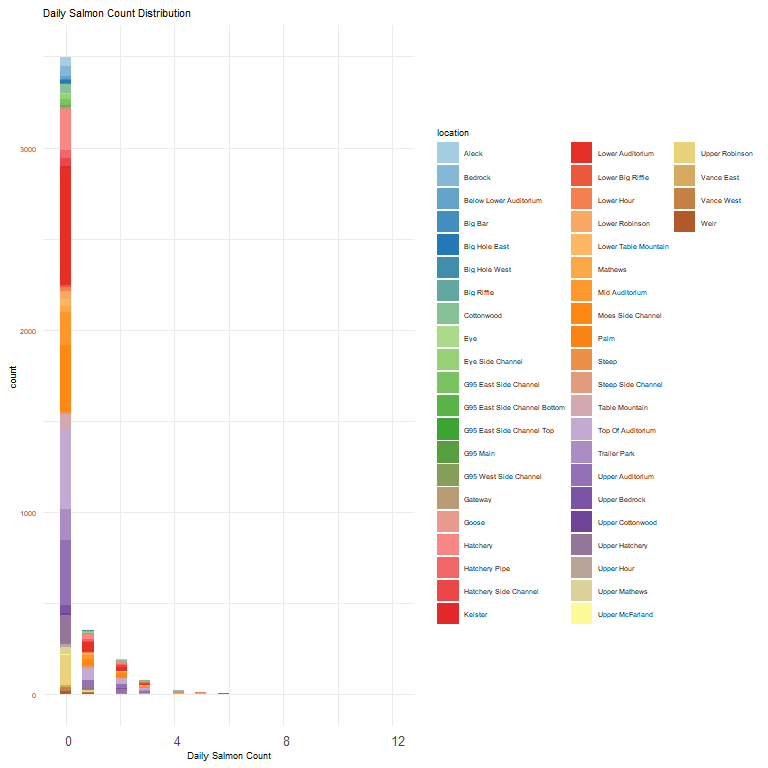 Daily Salmon Count Distribution
count
3000
2000
1000
0
0 4 8 12
Daily Salmon Count
location
Aleck
Bedrock
Below Lower Auditorium
Big Bar
Big Hole East
Big Hole West
Big Riffle
Cottonwood
Eye
Eye Side Channel
G95 East Side Channel
G95 East Side Channel Bottom
G95 East Side Channel Top
G95 Main
G95 West Side Channel
Gateway
Goose
Hatchery
Hatchery Pipe
Hatchery Side Channel
Keister
Lower Auditorium
Lower Big Riffle
Lower Hour
Lower Robinson
Lower Table Mountain
Mathews
Mid Auditorium
Moes Side Channel
Palm
Steep
Steep Side Channel
Table Mountain
Top Of Auditorium
Trailer Park
Upper Auditorium
Upper Bedrock
Upper Cottonwood
Upper Hatchery
Upper Hour
Upper Mathews
Upper McFarland
Upper Robinson
Vance East
Vance West
Weir